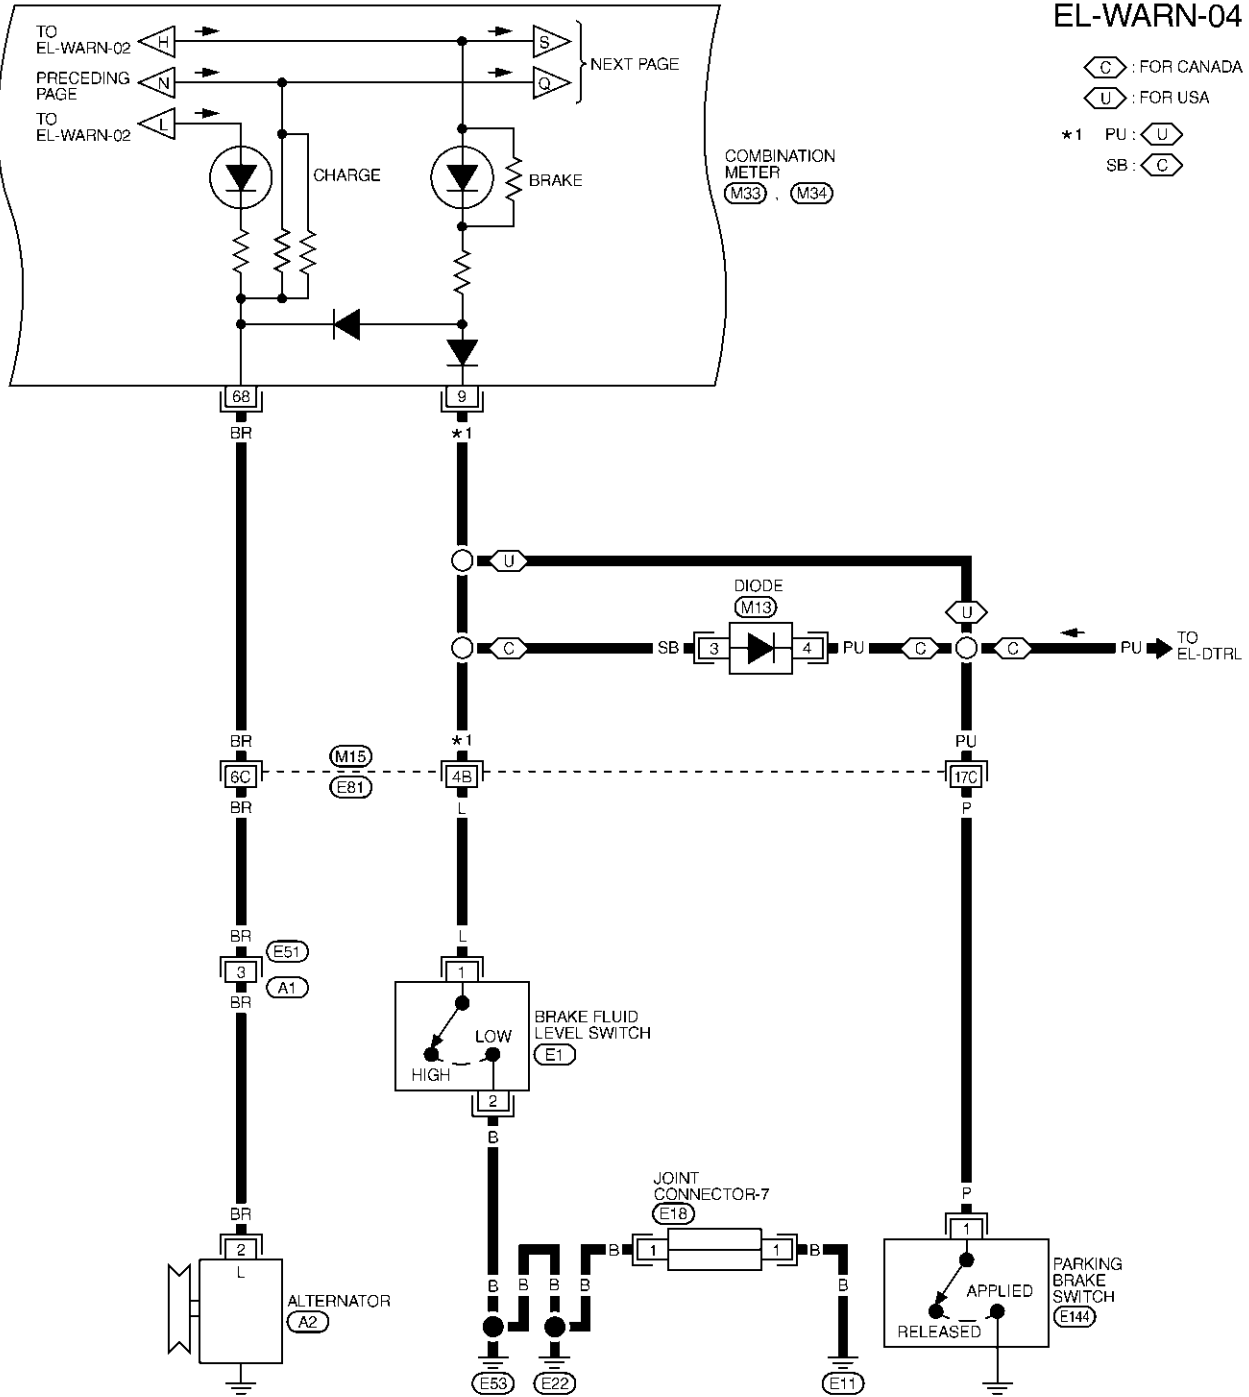 EL-WARN-04
TO
EL-WARN-02
H
S
PRECEDING
PAGE
N
Q
NEXT PAGE
TO
EL-WARN-02
L
C : FOR CANADA
U : FOR USA
*1 PU : U
SB : C
CHARGE
BRAKE
COMBINATION
METER
M33 , M34
68
9
BR
*1
U
DIODE
M13
U
C
SB
3
4
PU
C
C
PU
TO
EL-DTRL
BR
*1
PU
M15
6C
4B
17C
E81
BR
L
P
BR
L
E51
3
1
A1
BR
BRAKE FLUID
LEVEL SWITCH
E1
LOW
HIGH
2
B
JOINT
CONNECTOR-7
E18
P
BR
1
2
B
1
1
B
L
PARKING
BRAKE
SWITCH
E144
APPLIED
RELEASED
B
B
B
B
B
ALTERNATOR
A2
E53
E22
E11